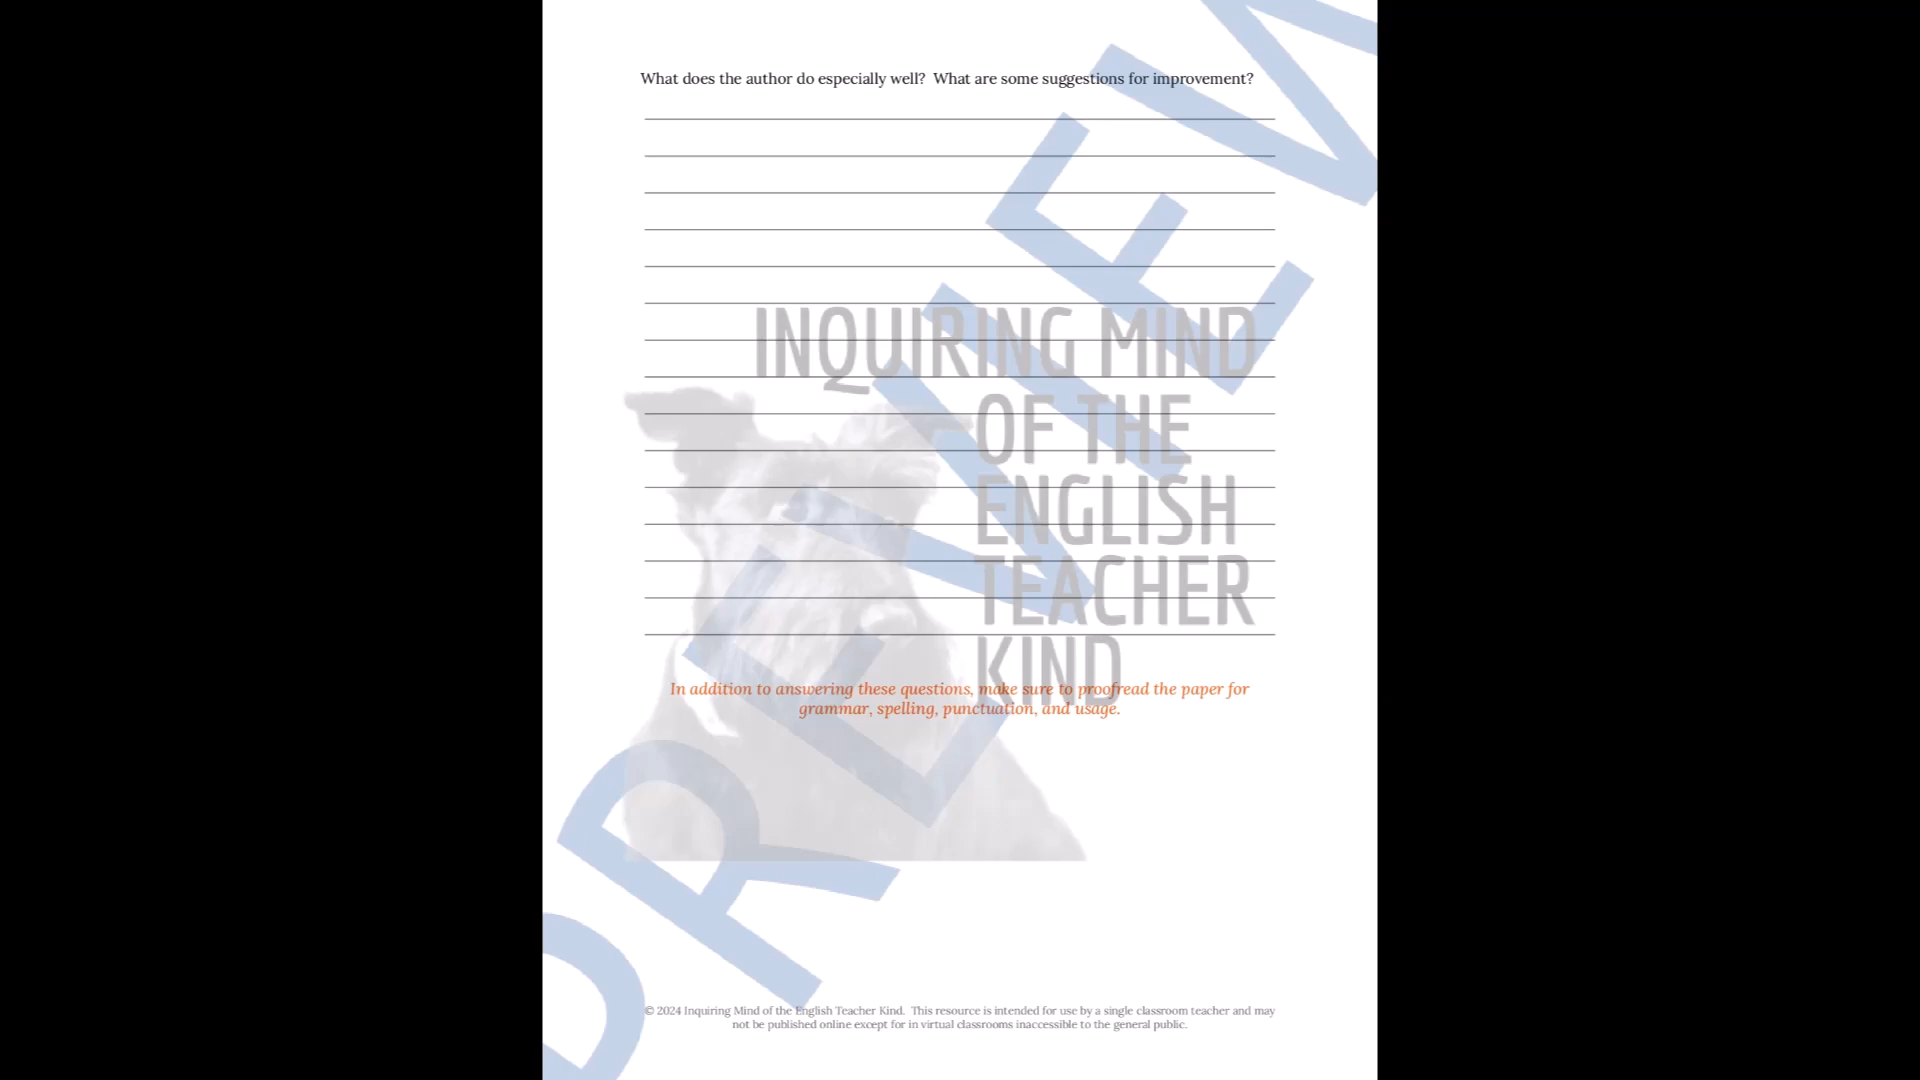 What does the author do especially well?  What are some suggestions for improvement?
INQUIRING MIND
OF THE
ENGLISH
TEACHER
KIND
In addition to answering these questions, make sure to proofread the paper for
grammar, spelling, punctuation, and usage.
PREVIEW
© 2024 Inquiring Mind of the English Teacher Kind.  This resource is intended for use by a single classroom teacher and may
not be published online except for in virtual classrooms inaccessible to the general public.